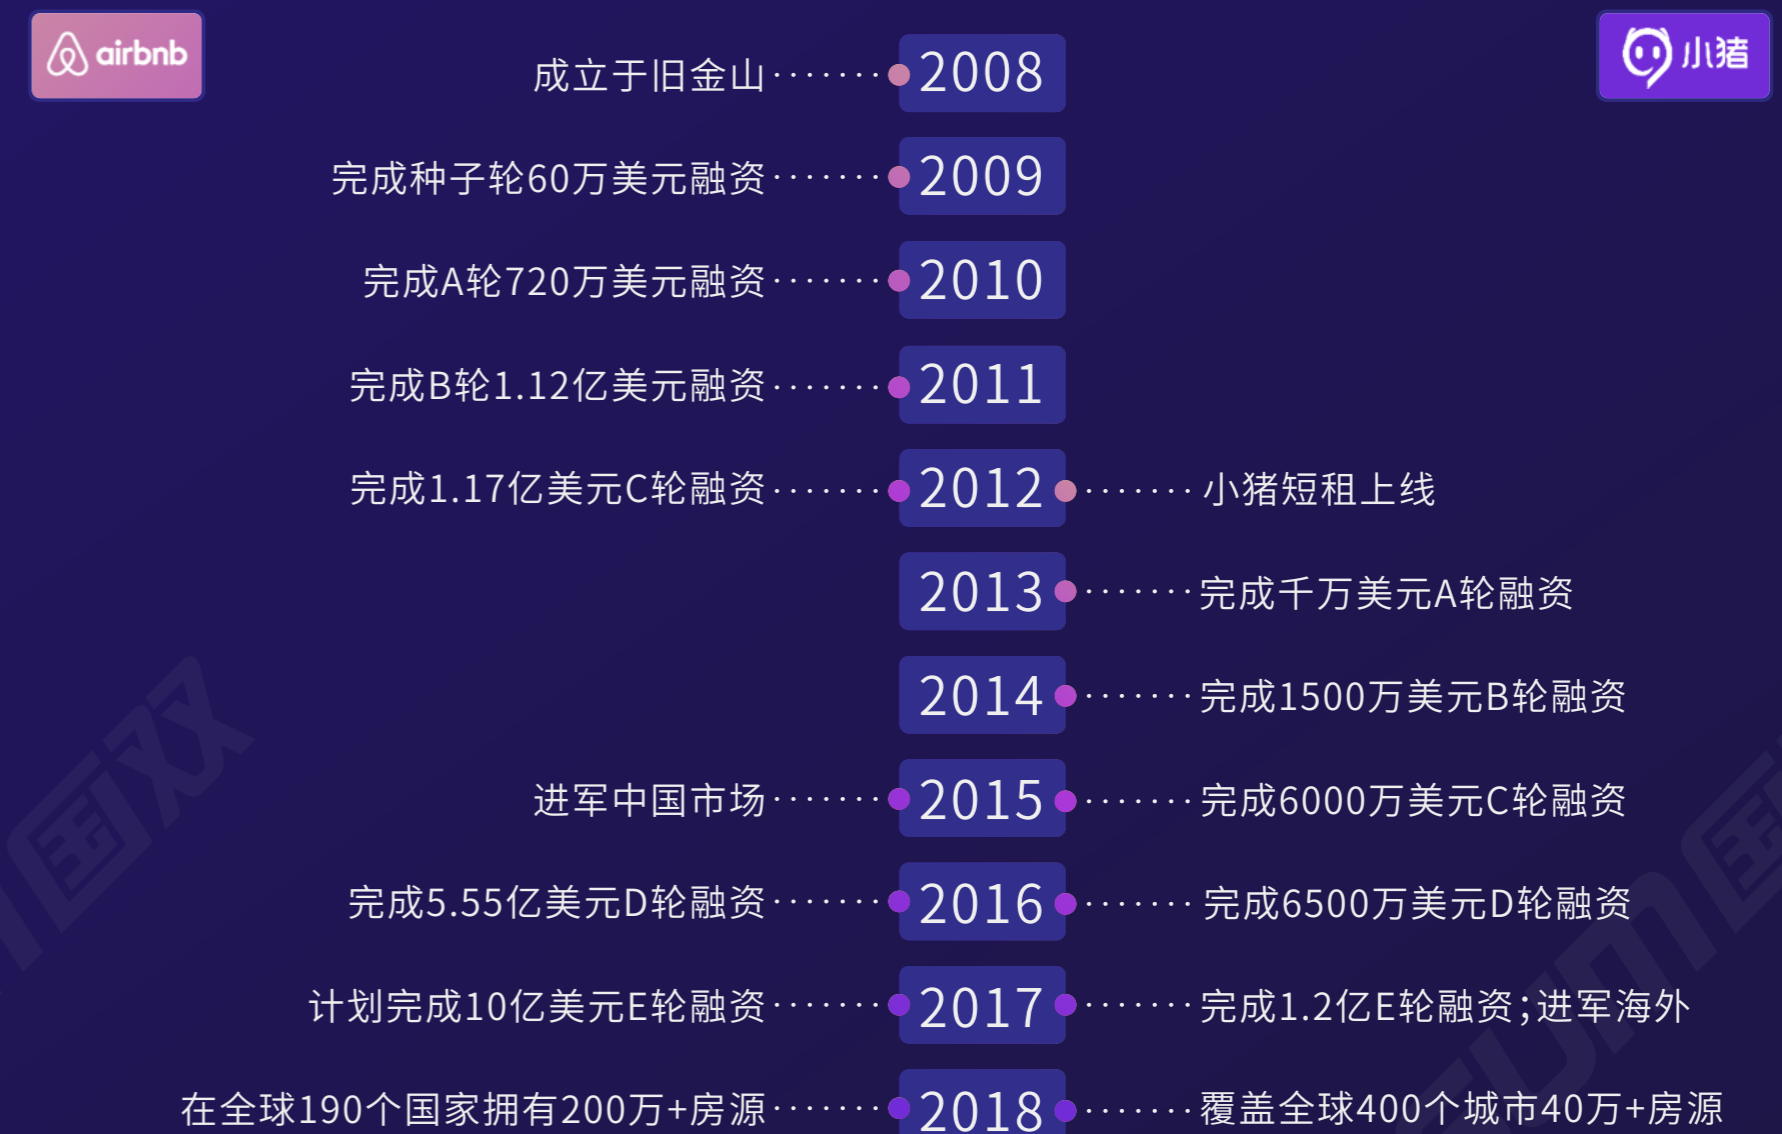 airbnb
小猪
成立于旧金山 2008
完成种子轮60万美元融资 2009
完成A轮720万美元融资 2010
完成B轮1.12亿美元融资 2011
完成1.17亿美元C轮融资 2012 小猪短租上线
2013 完成千万美元A轮融资
2014 完成1500万美元B轮融资
进军中国市场 2015 完成6000万美元C轮融资
完成5.55亿美元D轮融资 2016 完成6500万美元D轮融资
计划完成10亿美元E轮融资 2017 完成1.2亿E轮融资;进军海外
在全球190个国家拥有200万+房源 2018 覆盖全球400个城市40万+房源
国双